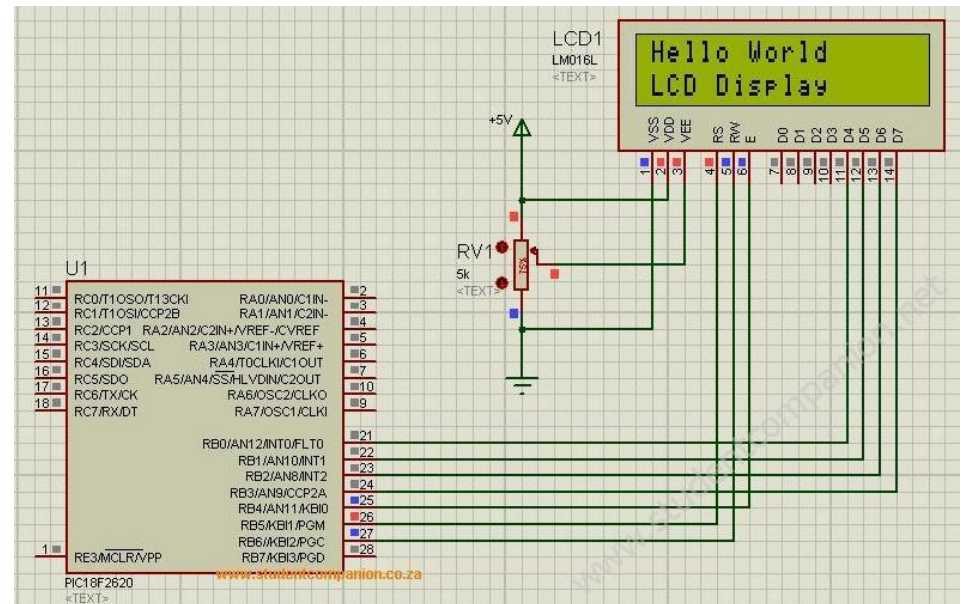 LCD1
LM016L
<TEXT>
Hello World
LCD Display
VSS
VDD
VEE
RS
RW
E
D0
D1
D2
D3
D4
D5
D6
D7
1
2
3
4
5
6
7
8
9
10
11
12
13
14
+5V
RV1
5k
<TEXT>
75%
U1
11 RC0/T1OSO/T13CKI
12 RC1/T1OSI/CCP2B
13 RC2/CCP1
14 RC3/SCK/SCL
15 RC4/SDI/SDA
16 RC5/SDO
17 RC6/TX/CK
18 RC7/RX/DT
1 RE3/MCLR/VPP
RA0/AN0/C1IN- 2
RA1/AN1/C2IN- 3
RA2/AN2/C2IN+/VREF-/CVREF 4
RA3/AN3/C1IN+/VREF+ 5
RA4/T0CLKI/C1OUT 6
RA5/AN4/SS/HLVDIN/C2OUT 7
RA6/OSC2/CLKO 10
RA7/OSC1/CLKI 9
RB0/AN12/INT0/FLT0 21
RB1/AN10/INT1 22
RB2/AN8/INT2 23
RB3/AN9/CCP2A 24
RB4/AN11/KBI0 25
RB5/KBI1/PGM 26
RB6/KBI2/PGC 27
RB7/KBI3/PGD 28
www.studentcompanion.co.za
PIC18F2620
<TEXT>
www.studentcompanion.net